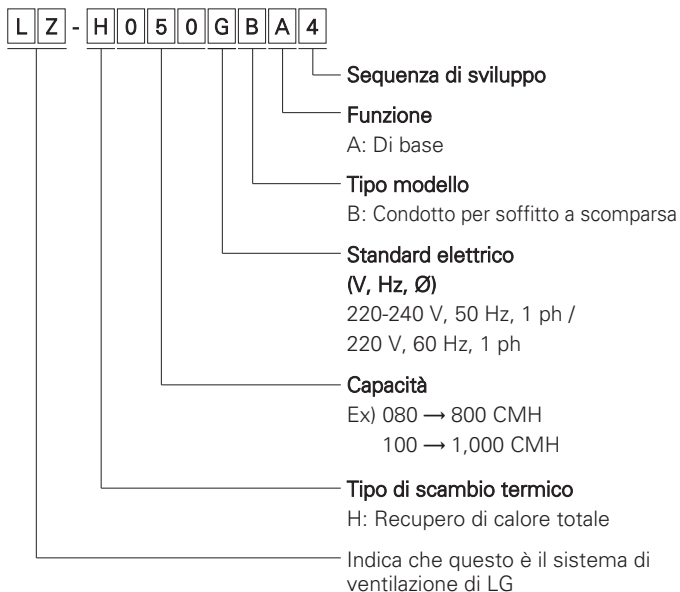 LZ-H050GBA4
Sequenza di sviluppo
Funzione
A: Di base
Tipo modello
B: Condotto per soffitto a scomparsa
Standard elettrico
(V, Hz, Ø)
220-240 V, 50 Hz, 1 ph /
220 V, 60 Hz, 1 ph
Capacità
Ex) 080 → 800 CMH
100 → 1,000 CMH
Tipo di scambio termico
H: Recupero di calore totale
Indica che questo è il sistema di
ventilazione di LG